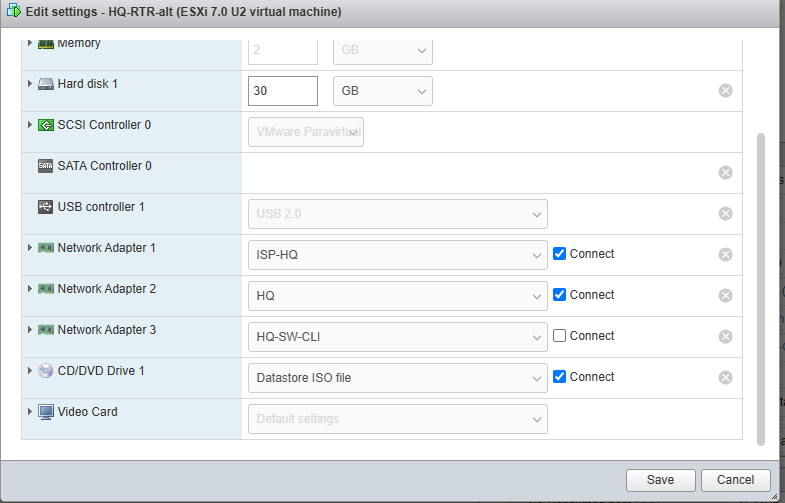 Edit settings - HQ-RTR-alt (ESXi 7.0 U2 virtual machine)
Memory 2 GB
Hard disk 1 30 GB
SCSI Controller 0 VMware Paravirtual
SATA SATA Controller 0
USB controller 1 USB 2.0
Network Adapter 1 ISP-HQ Connect
Network Adapter 2 HQ Connect
Network Adapter 3 HQ-SW-CLI Connect
CD/DVD Drive 1 Datastore ISO file Connect
Video Card Default settings
Save Cancel